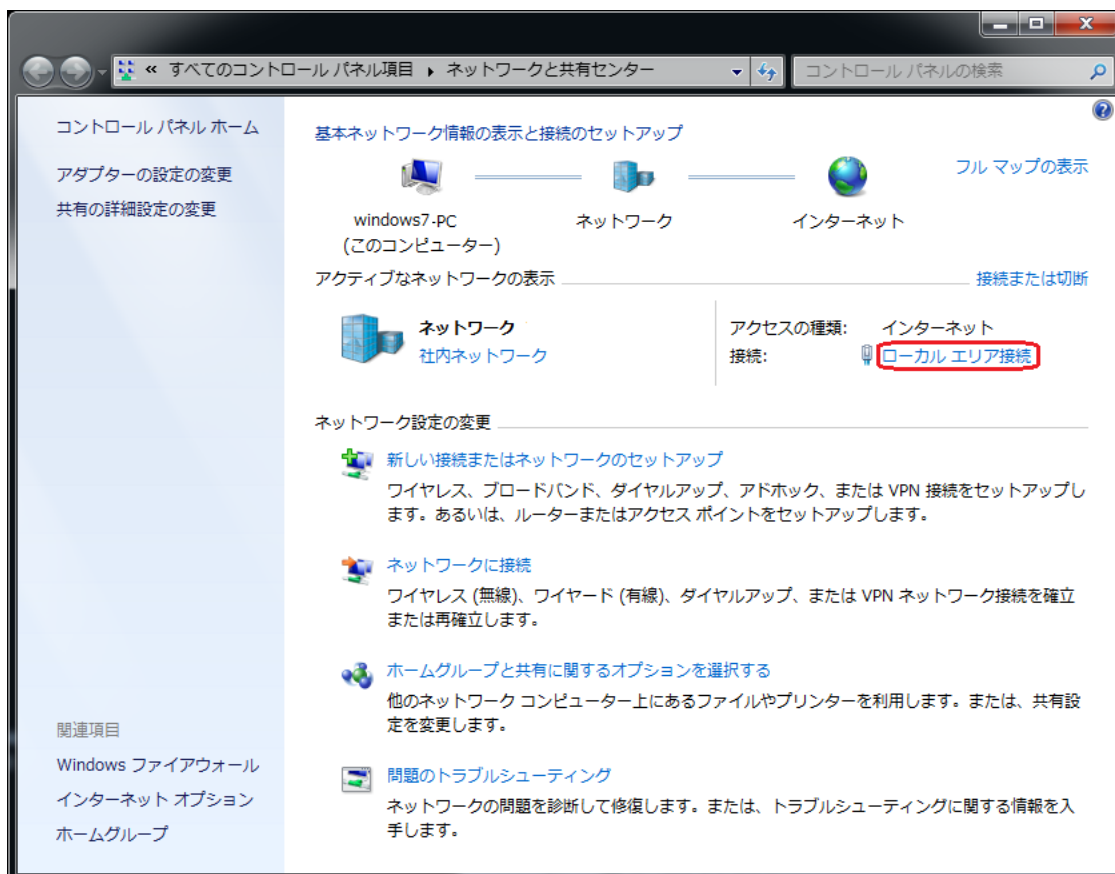 « すべてのコントロール パネル項目 ▸ ネットワークと共有センター
コントロール パネルの検索
コントロール パネル ホーム
アダプターの設定の変更
共有の詳細設定の変更
基本ネットワーク情報の表示と接続のセットアップ
フル マップの表示
windows7-PC
(このコンピューター)
ネットワーク
インターネット
アクティブなネットワークの表示
接続または切断
ネットワーク
社内ネットワーク
アクセスの種類: インターネット
接続: ローカル エリア接続
ネットワーク設定の変更
新しい接続またはネットワークのセットアップ
ワイヤレス、ブロードバンド、ダイヤルアップ、アドホック、または VPN 接続をセットアップし
ます。あるいは、ルーターまたはアクセス ポイントをセットアップします。
ネットワークに接続
ワイヤレス (無線)、ワイヤード (有線)、ダイヤルアップ、または VPN ネットワーク接続を確立
または再確立します。
ホームグループと共有に関するオプションを選択する
他のネットワーク コンピューター上にあるファイルやプリンターを利用します。または、共有設
定を変更します。
問題のトラブルシューティング
ネットワークの問題を診断して修復します。または、トラブルシューティングに関する情報を入
手します。
関連項目
Windows ファイアウォール
インターネット オプション
ホームグループ